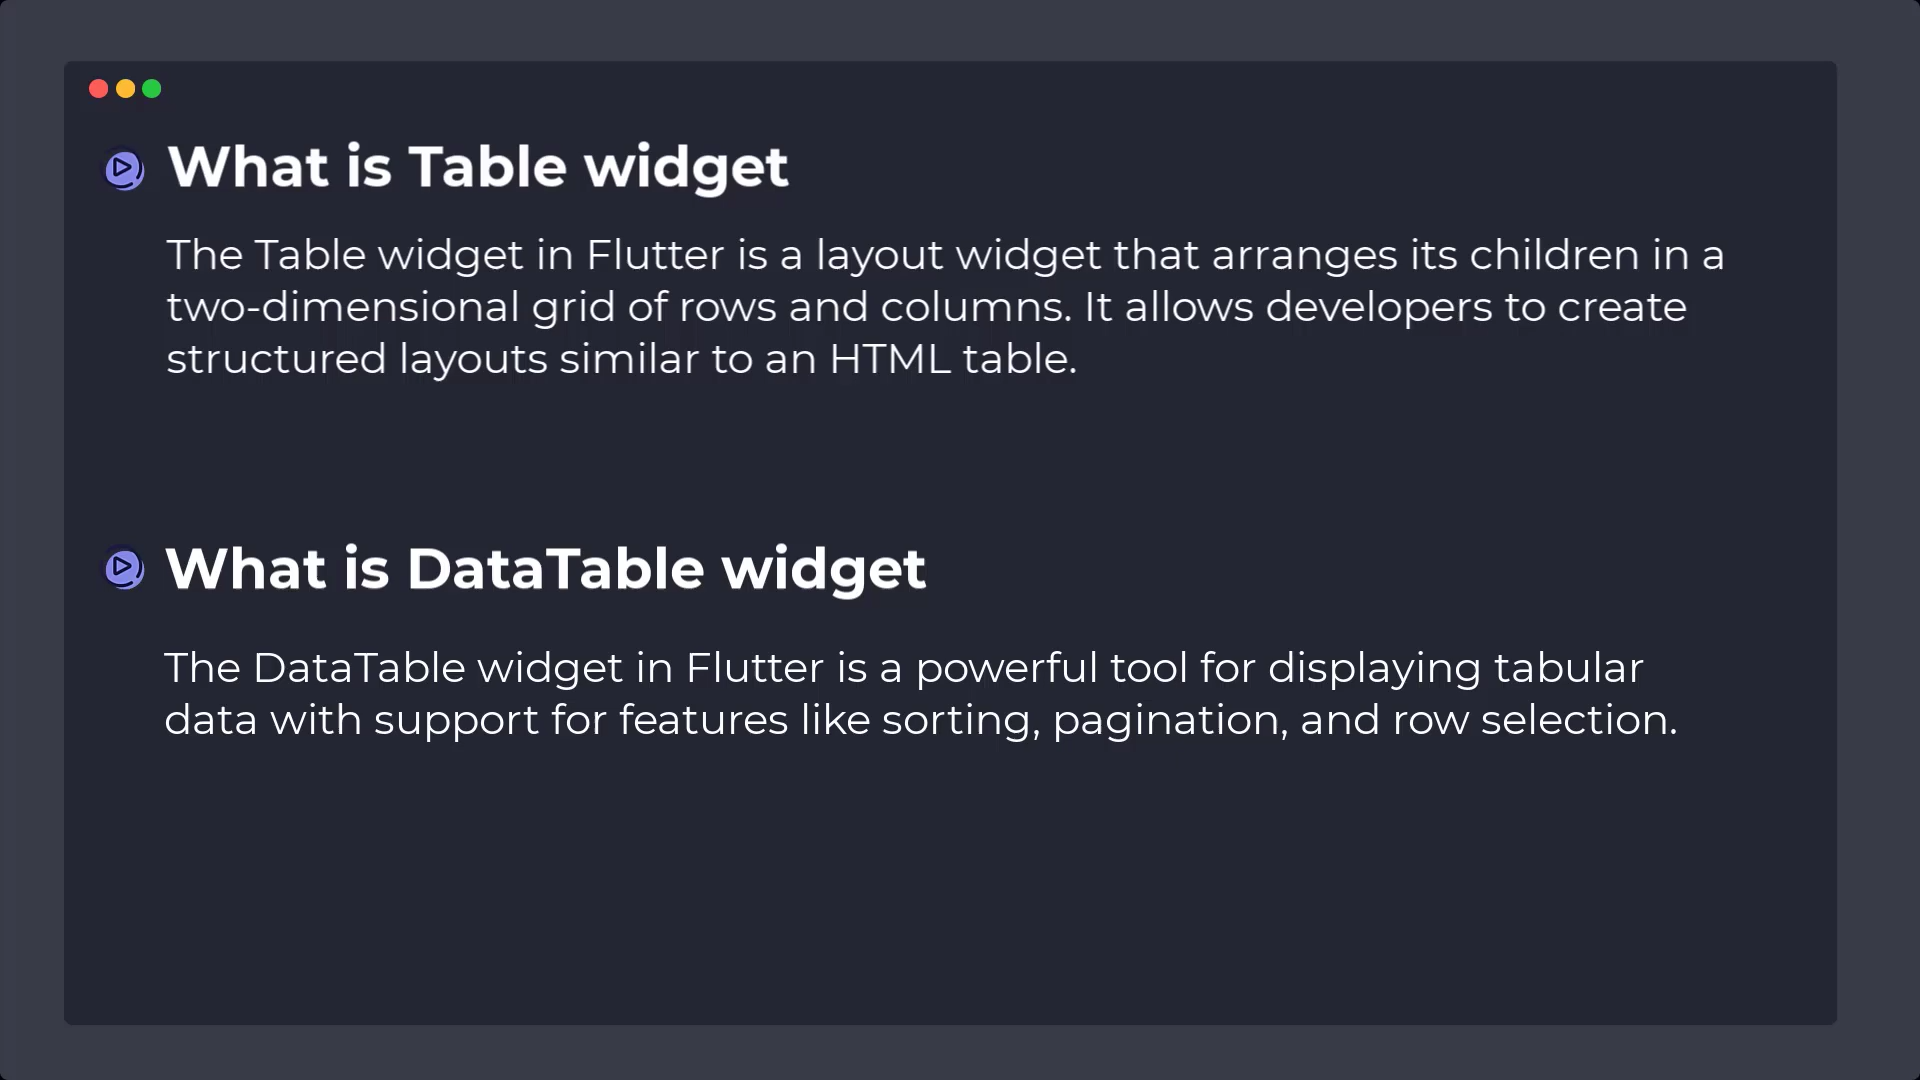 What is Table widget
The Table widget in Flutter is a layout widget that arranges its children in a
two-dimensional grid of rows and columns. It allows developers to create
structured layouts similar to an HTML table.
What is DataTable widget
The DataTable widget in Flutter is a powerful tool for displaying tabular
data with support for features like sorting, pagination, and row selection.